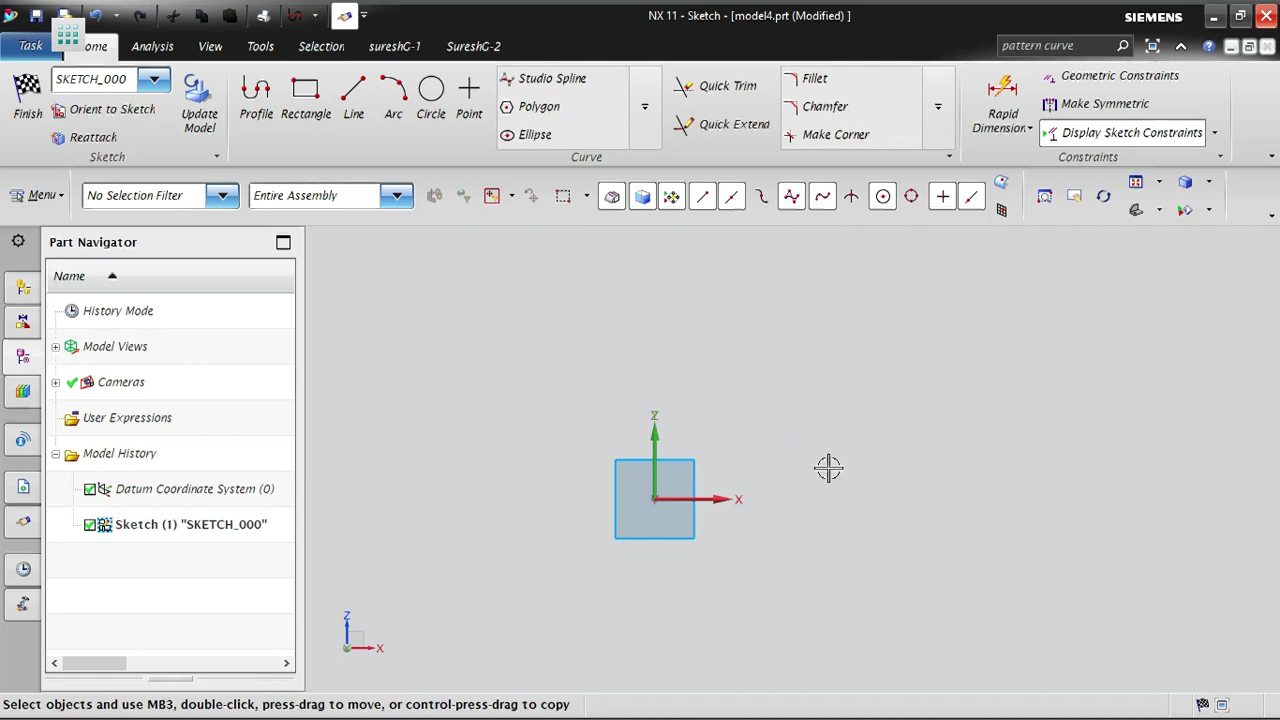 NX 11 - Sketch - [model4.prt (Modified) ]
SIEMENS
Task
Home
Analysis
View
Tools
Selection
sureshG-1
SureshG-2
pattern curve
SKETCH_000
Orient to Sketch
Reattach
Finish
Update
Model
Sketch
Profile
Rectangle
Line
Arc
Circle
Point
Studio Spline
Polygon
Ellipse
Curve
Quick Trim
Quick Extend
Fillet
Chamfer
Make Corner
Rapid
Dimension
Geometric Constraints
Make Symmetric
Display Sketch Constraints
Constraints
Menu
No Selection Filter
Entire Assembly
Part Navigator
Name
History Mode
Model Views
Cameras
User Expressions
Model History
Datum Coordinate System (0)
Sketch (1) "SKETCH_000"
Z
X
Z
X
Select objects and use MB3, double-click, press-drag to move, or control-press-drag to copy